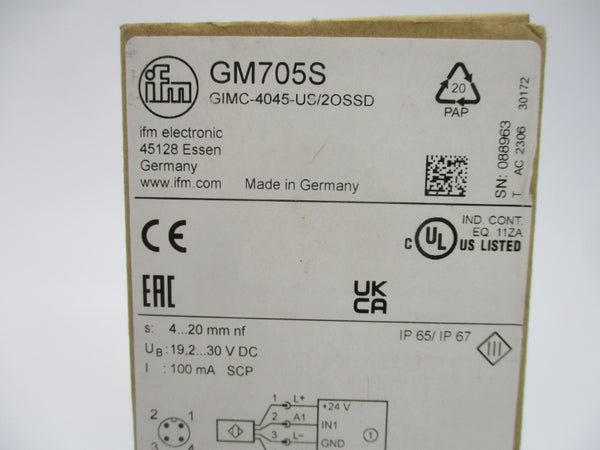 ifm
GM705S
GIMC-4045-US/2OSSD
ifm electronic
45128 Essen
Germany
www.ifm.com
Made in Germany
20
PAP
SN: 088963
T AC 2306 30172
CE
C UL US LISTED
IND. CONT.
EQ. 11ZA
EAC
UK
CA
s: 4...20 mm nf
UB: 19,2...30 V DC
I : 100 mA SCP
IP 65/ IP 67
III
2 1
3 4
1 L+
2 A1
3 L–
+24 V
IN1
GND
1